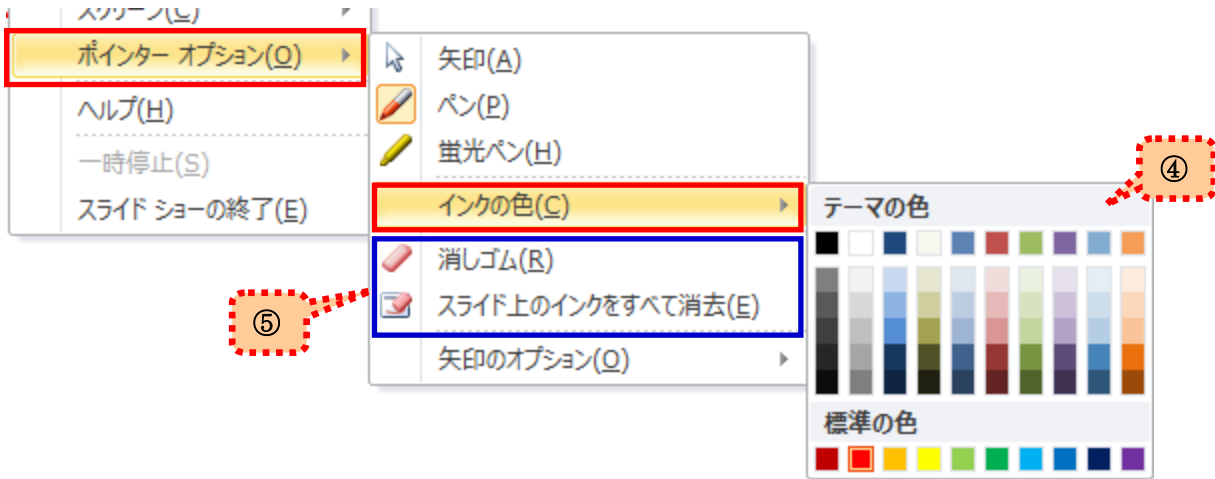 スクリーン(C)
ポインター オプション(O)
ヘルプ(H)
一時停止(S)
スライド ショーの終了(E)
矢印(A)
ペン(P)
蛍光ペン(H)
インクの色(C)
消しゴム(R)
スライド上のインクをすべて消去(E)
矢印のオプション(O)
⑤
④
テーマの色
標準の色